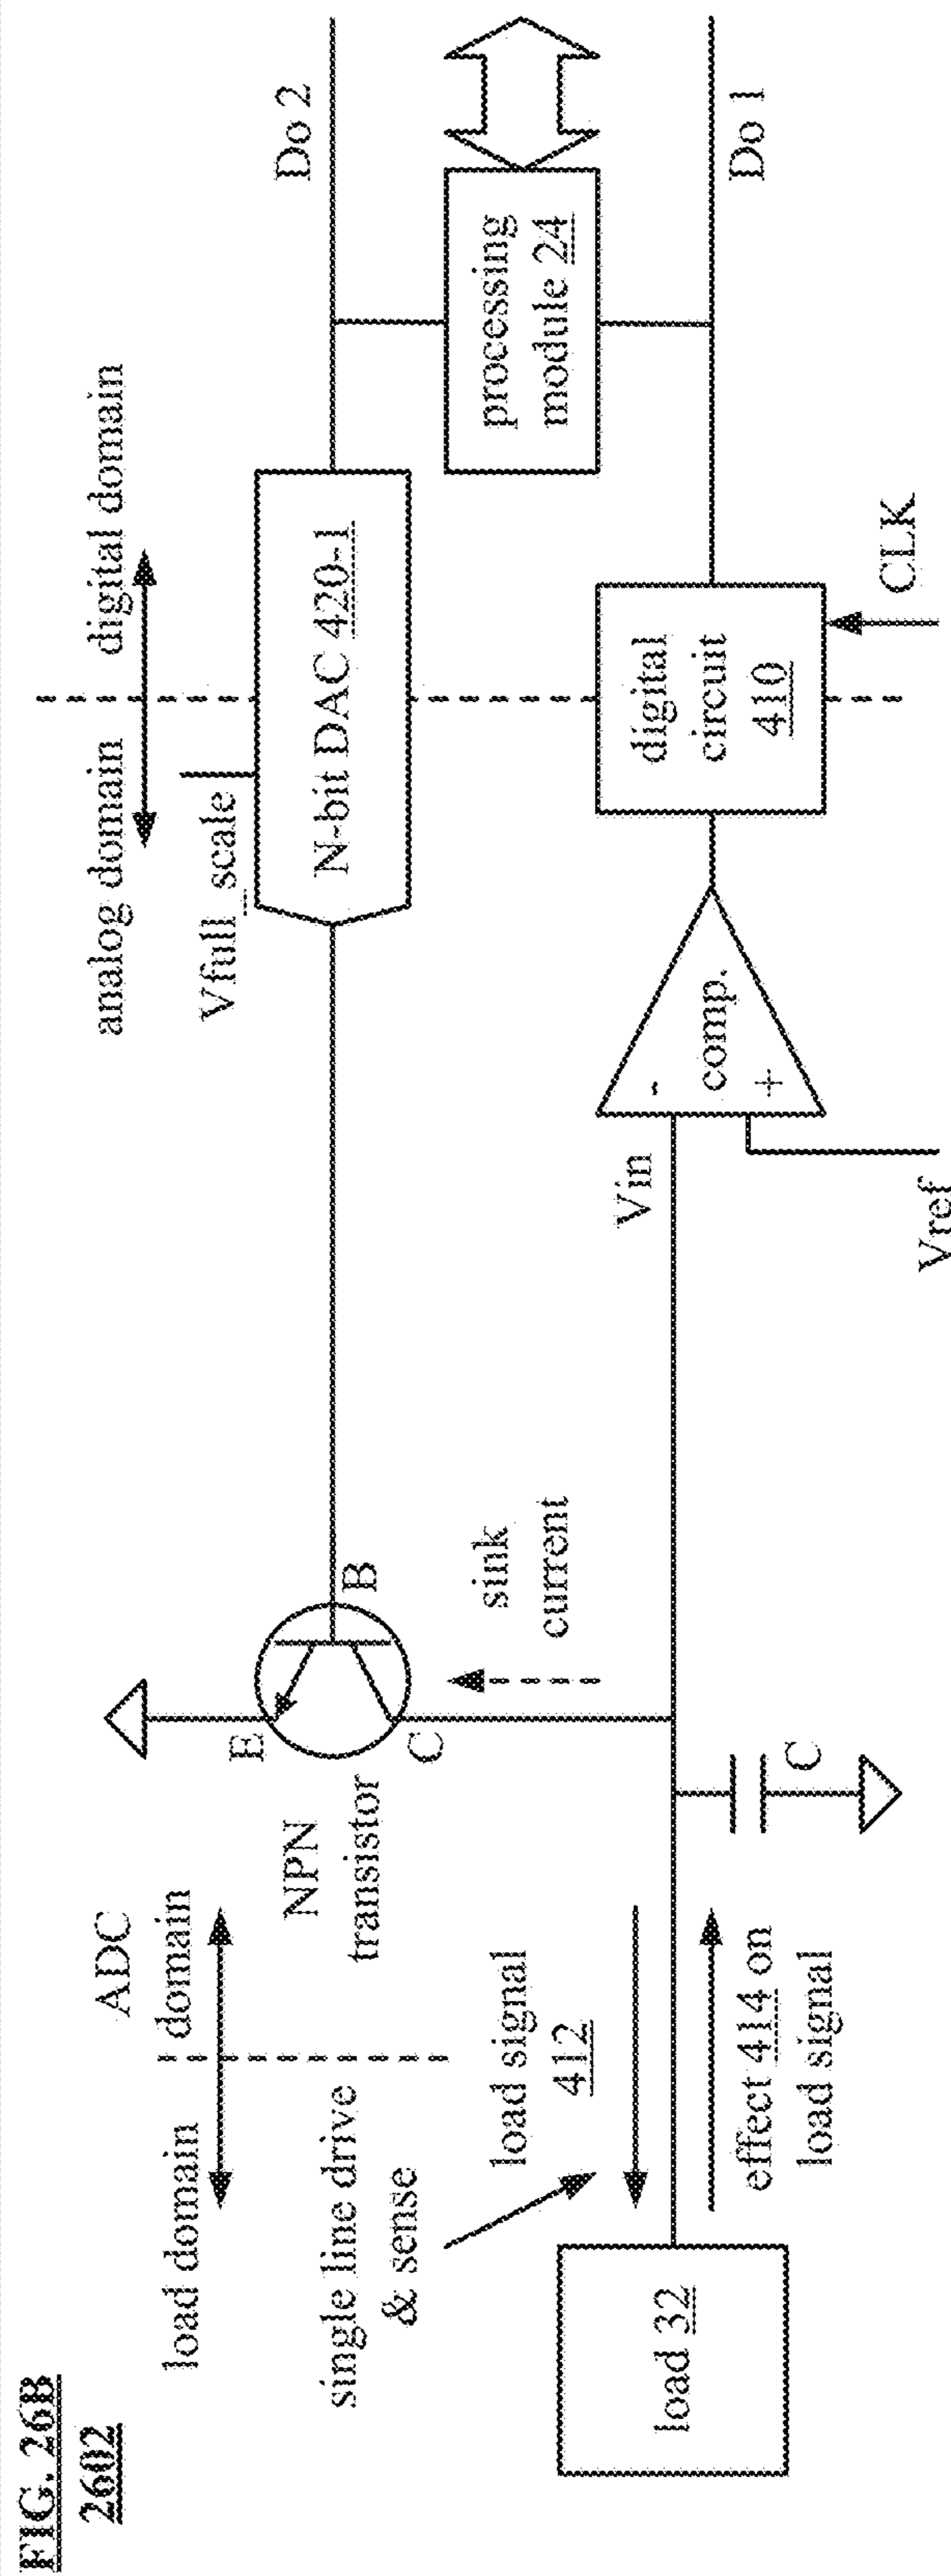 FIG. 26B
2602
load domain
ADC
domain
analog domain
digital domain
single line drive
& sense
NPN
transistor
E
B
C
Vfull_scale
N-bit DAC 420-1
Do 2
load signal
412
sink
current
processing
module 24
load 32
effect 414 on
load signal
C
Vin
Vref
-
comp.
+
digital
circuit
410
CLK
Do 1